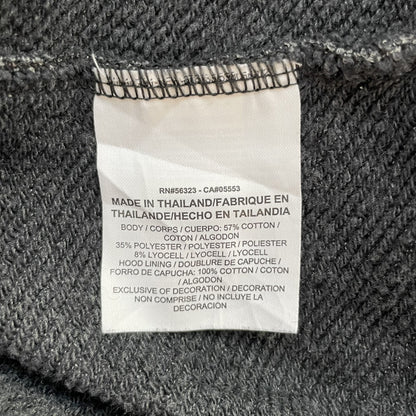 RN#56323 - CA#05553
MADE IN THAILAND/FABRIQUE EN
THAILANDE/HECHO EN TAILANDIA
BODY / CORPS / CUERPO: 57% COTTON /
COTON / ALGODON
35% POLYESTER / POLYESTER / POLIESTER
8% LYOCELL / LYOCELL / LYOCELL
HOOD LINING / DOUBLURE DE CAPUCHE /
FORRO DE CAPUCHA: 100% COTTON /
COTON / ALGODON
EXCLUSIVE OF DECORATION / DECORATION
NON COMPRISE / NO INCLUYE LA
DECORACION